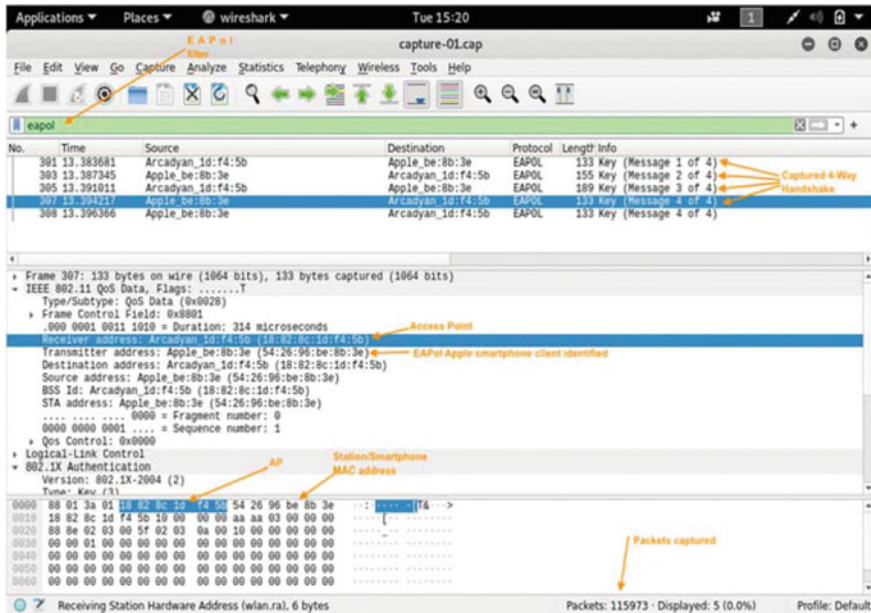 Applications ▾ Places ▾ wireshark ▾ Tue 15:20 1
capture-01.cap
E A P o l
filter
File Edit View Go Capture Analyze Statistics Telephony Wireless Tools Help
eapol
No. Time Source Destination Protocol Length Info
301 13.383681 Arcadyan_1d:f4:5b Apple_be:8b:3e EAPOL 133 Key (Message 1 of 4)
303 13.387345 Apple_be:8b:3e Arcadyan_1d:f4:5b EAPOL 155 Key (Message 2 of 4)
305 13.391011 Arcadyan_1d:f4:5b Apple_be:8b:3e EAPOL 189 Key (Message 3 of 4)
307 13.394217 Apple_be:8b:3e Arcadyan_1d:f4:5b EAPOL 133 Key (Message 4 of 4)
308 13.396366 Apple_be:8b:3e Arcadyan_1d:f4:5b EAPOL 133 Key (Message 4 of 4)
Captured 4-Way
Handshake
Frame 307: 133 bytes on wire (1064 bits), 133 bytes captured (1064 bits)
IEEE 802.11 QoS Data, Flags: .......T
Type/Subtype: QoS Data (0x0028)
Frame Control Field: 0x8801
.000 0001 0011 1010 = Duration: 314 microseconds
Access Point
Receiver address: Arcadyan_1d:f4:5b (18:82:8c:1d:f4:5b)
Transmitter address: Apple_be:8b:3e (54:26:96:be:8b:3e)
EAPol Apple smartphone client identified
Destination address: Arcadyan_1d:f4:5b (18:82:8c:1d:f4:5b)
Source address: Apple_be:8b:3e (54:26:96:be:8b:3e)
BSS Id: Arcadyan_1d:f4:5b (18:82:8c:1d:f4:5b)
STA address: Apple_be:8b:3e (54:26:96:be:8b:3e)
.... .... .... 0000 = Fragment number: 0
0000 0000 0001 .... = Sequence number: 1
Qos Control: 0x0000
Logical-Link Control
802.1X Authentication
Version: 802.1X-2004 (2)
Type: Key (3)
AP
Station/Smartphone
MAC address
0000 88 01 3a 01 18 82 8c 1d f4 5b 54 26 96 be 8b 3e
0010 18 82 8c 1d f4 5b 10 00 00 00 aa aa 03 00 00 00
0020 88 8e 02 03 00 5f 02 03 0a 00 10 00 00 00 00 00
0030 00 00 01 00 00 00 00 00 00 00 00 00 00 00 00 00
0040 00 00 00 00 00 00 00 00 00 00 00 00 00 00 00 00
0050 00 00 00 00 00 00 00 00 00 00 00 00 00 00 00 00
0060 00 00 00 00 00 00 00 00 00 00 00 00 00 00 00 00
Packets captured
Receiving Station Hardware Address (wlan.ra), 6 bytes Packets: 115973 · Displayed: 5 (0.0%) Profile: Default